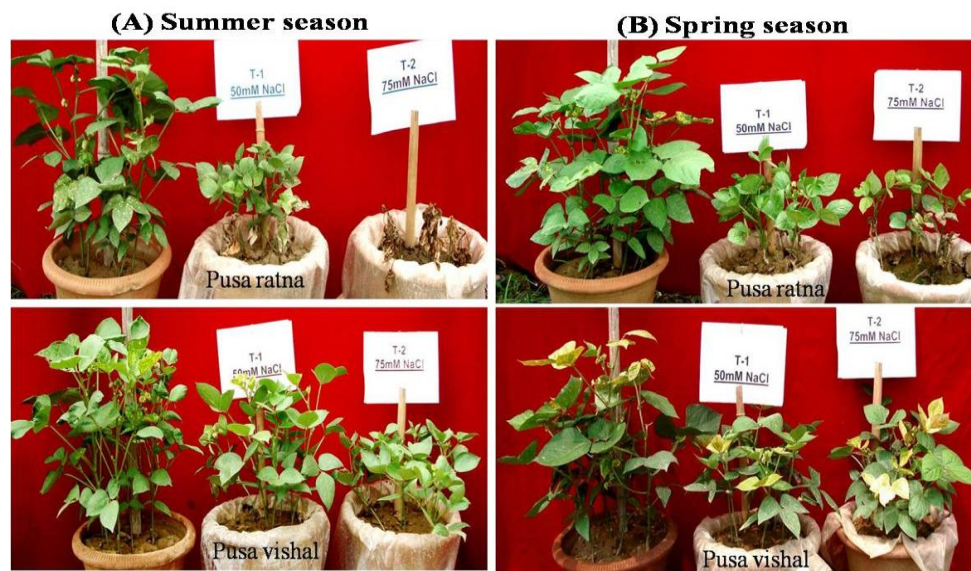 (A) Summer season
(B) Spring season
T-1
50mM NaCl
T-2
75mM NaCl
Pusa ratna
T-1
50mM NaCl
T-2
75mM NaCl
Pusa ratna
T-1
50mM NaCl
T-2
75mM NaCl
Pusa vishal
T-1
50mM NaCl
T-2
75mM NaCl
Pusa vishal